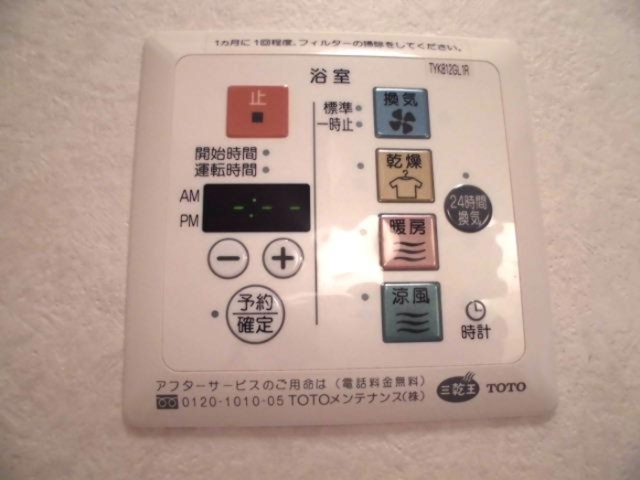 1カ月に1回程度、フィルターの掃除をしてください。
浴室
止
標準
一時止
換気
開始時間
運転時間
乾燥
AM
PM
24時間
換気
暖房
予約
確定
涼風
時計
アフターサービスのご用命は(電話料金無料)
0120-1010-05 TOTOメンテナンス(株)
三乾王 TOTO